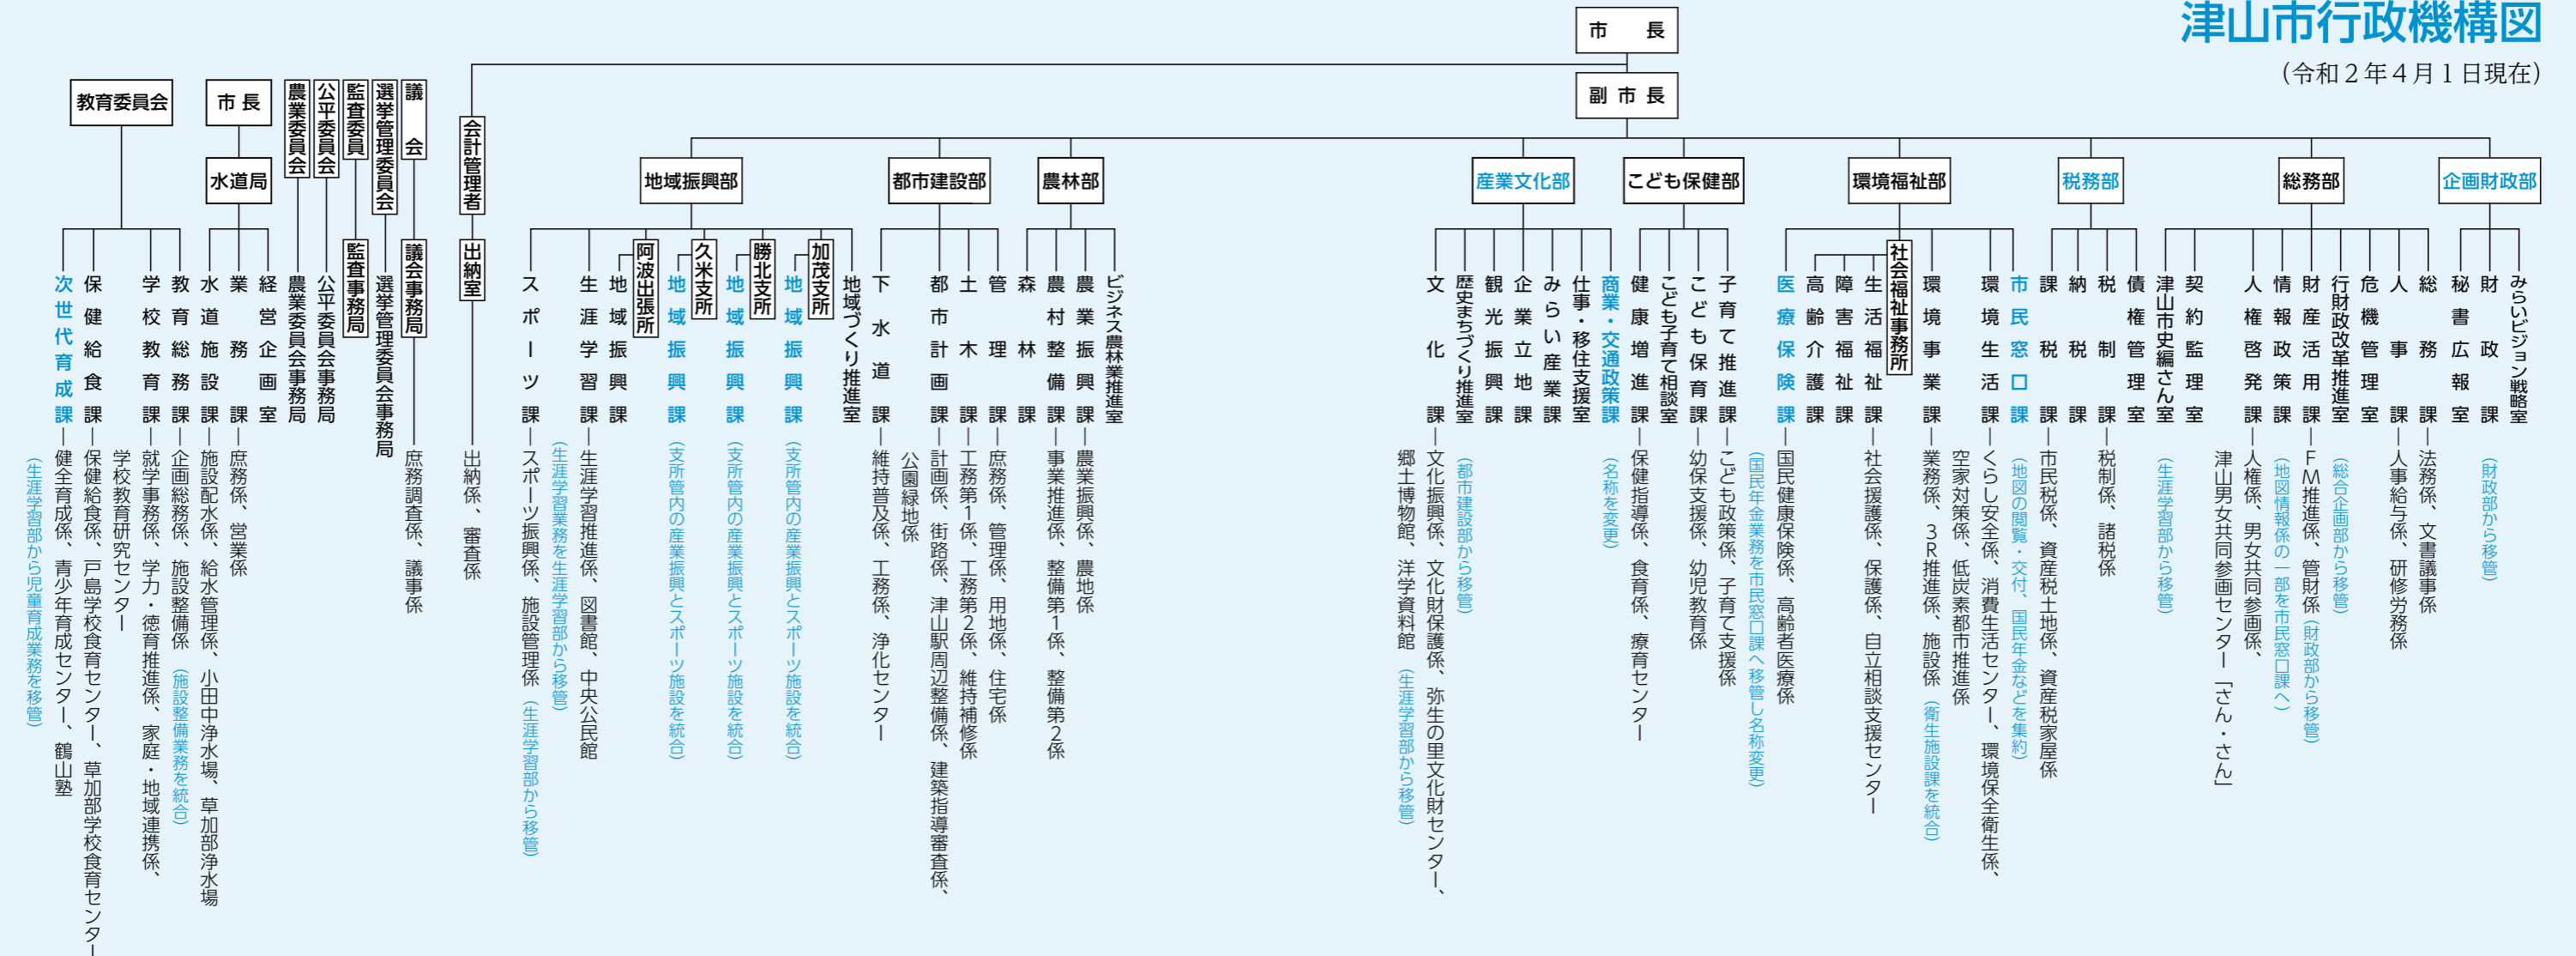 津山市行政機構図
（令和２年４月１日現在）
市長
副市長
企画財政部
みらいビジョン戦略室
財政課
（財政部から移管）
秘書広報室
総務部
総務課
法務係、文書議事係
人事課
人事給与係、研修労務係
危機管理室
行財政改革推進室
（総合企画部から移管）
財産活用課
ＦＭ推進係、管財係（財政部から移管）
情報政策課
（地図情報係の一部を市民窓口課へ）
人権啓発課
人権係、男女共同参画係、
津山男女共同参画センター「さん・さん」
契約監理室
津山市史編さん室
（生涯学習部から移管）
税務部
債権管理室
税制課
税制係、諸税係
納税課
課税課
市民税係、資産税土地係、資産税家屋係
環境福祉部
市民窓口課
（地図の閲覧・交付、国民年金などを集約）
環境生活課
くらし安全係、消費生活センター、環境保全衛生係、
空家対策係、低炭素都市推進係
環境事業課
業務係、３Ｒ推進係、施設係（衛生施設課を統合）
社会福祉事務所
生活福祉課
社会援護係、保護係、自立相談支援センター
障害福祉課
高齢介護課
医療保険課
国民健康保険係、高齢者医療係
（国民年金業務を市民窓口課へ移管し名称変更）
こども保健部
子育て推進課
こども政策係、子育て支援係
こども保育課
幼保支援係、幼児教育係
こども子育て相談室
健康増進課
保健指導係、食育係、療育センター
産業文化部
商業・交通政策課
（名称を変更）
仕事・移住支援室
みらい産業課
企業立地課
観光振興課
歴史まちづくり推進室
（都市建設部から移管）
文化課
文化振興係、文化財保護係、弥生の里文化財センター、
郷土博物館、洋学資料館（生涯学習部から移管）
農林部
ビジネス農林業推進室
農業振興課
農業振興係、農地係
農村整備課
事業推進係、整備第１係、整備第２係
森林課
都市建設部
管理課
庶務係、管理係、用地係、住宅係
土木課
工務第１係、工務第２係、維持補修係
都市計画課
計画係、街路係、津山駅周辺整備係、建築指導審査係、
公園緑地係
下水道課
維持普及係、工務係、浄化センター
地域振興部
地域づくり推進室
加茂支所
地域振興課
（支所管内の産業振興とスポーツ施設を統合）
勝北支所
地域振興課
（支所管内の産業振興とスポーツ施設を統合）
久米支所
地域振興課
（支所管内の産業振興とスポーツ施設を統合）
阿波出張所
地域振興課
生涯学習課
生涯学習推進係、図書館、中央公民館
（生涯学習業務を生涯学習部から移管）
スポーツ課
スポーツ振興係、施設管理係（生涯学習部から移管）
会計管理者
出納室
出納係、審査係
議会
議会事務局
庶務調査係、議事係
選挙管理委員会
選挙管理委員会事務局
監査委員
監査事務局
公平委員会
公平委員会事務局
農業委員会
農業委員会事務局
市長
水道局
経営企画室
業務課
庶務係、営業係
水道施設課
施設配水係、給水管理係、小田中浄水場、草加部浄水場
教育委員会
教育総務課
企画総務係、施設整備係（施設整備業務を統合）
学校教育課
就学事務係、学力・徳育推進係、家庭・地域連携係、
学校教育研究センター
保健給食課
保健給食係、戸島学校食育センター、草加部学校食育センター
次世代育成課
健全育成係、青少年育成センター、鶴山塾
（生涯学習部から児童育成業務を移管）